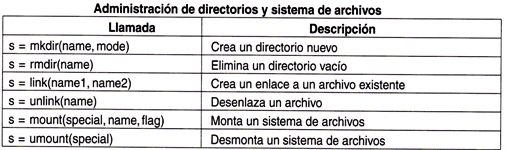 Administración de directorios y sistema de archivos
Llamada Descripción
s = mkdir(name, mode) Crea un directorio nuevo
s = rmdir(name) Elimina un directorio vacío
s = link(name1, name2) Crea un enlace a un archivo existente
s = unlink(name) Desenlaza un archivo
s = mount(special, name, flag) Monta un sistema de archivos
s = umount(special) Desmonta un sistema de archivos